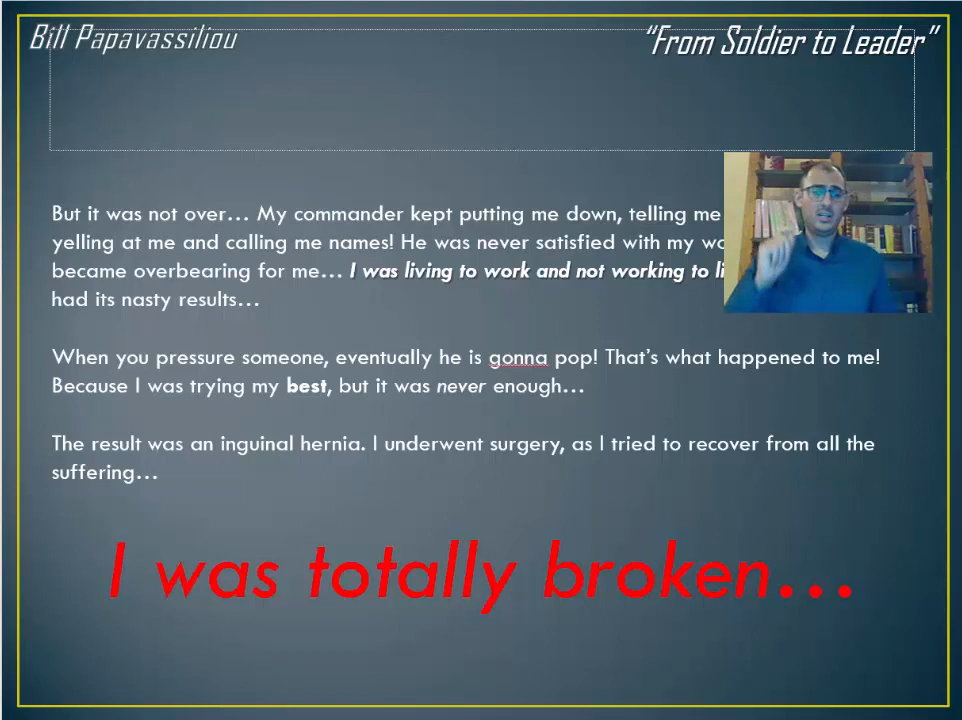 Bill Papavassiliou
“From Soldier to Leader”
But it was not over… My commander kept putting me down, telling me
yelling at me and calling me names! He was never satisfied with my
became overbearing for me… I was living to work and not working to
had its nasty results…
When you pressure someone, eventually he is gonna pop! That’s what happened to me!
Because I was trying my best, but it was never enough…
The result was an inguinal hernia. I underwent surgery, as I tried to recover from all the
suffering…
I was totally broken…